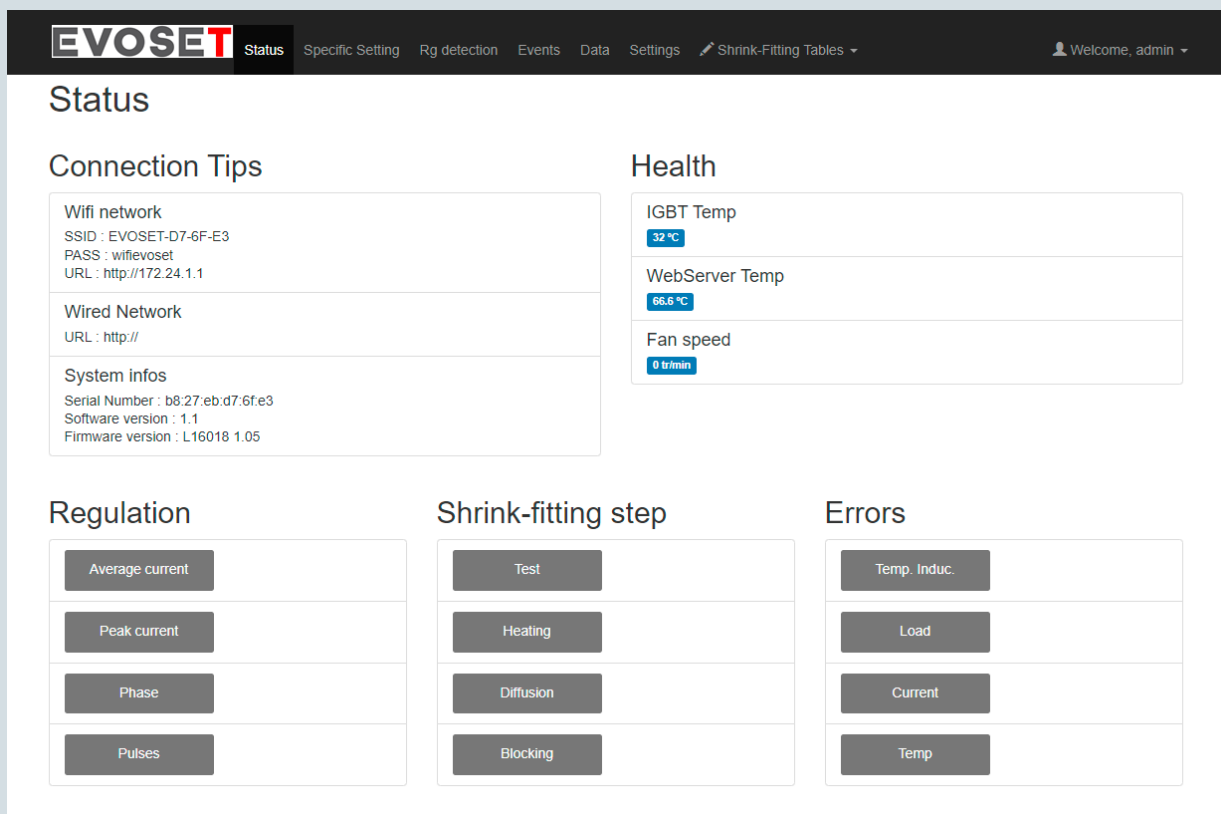 EVOSET Status Specific Setting Rg detection Events Data Settings Shrink-Fitting Tables Welcome, admin
Status
Connection Tips
Wifi network
SSID : EVOSET-D7-6F-E3
PASS : wifievoset
URL : http://172.24.1.1
Wired Network
URL : http://
System infos
Serial Number : b8:27:eb:d7:6f:e3
Software version : 1.1
Firmware version : L16018 1.05
Health
IGBT Temp
32 ºC
WebServer Temp
66.6 ºC
Fan speed
0 tr/min
Regulation
Average current
Peak current
Phase
Pulses
Shrink-fitting step
Test
Heating
Diffusion
Blocking
Errors
Temp. Induc.
Load
Current
Temp